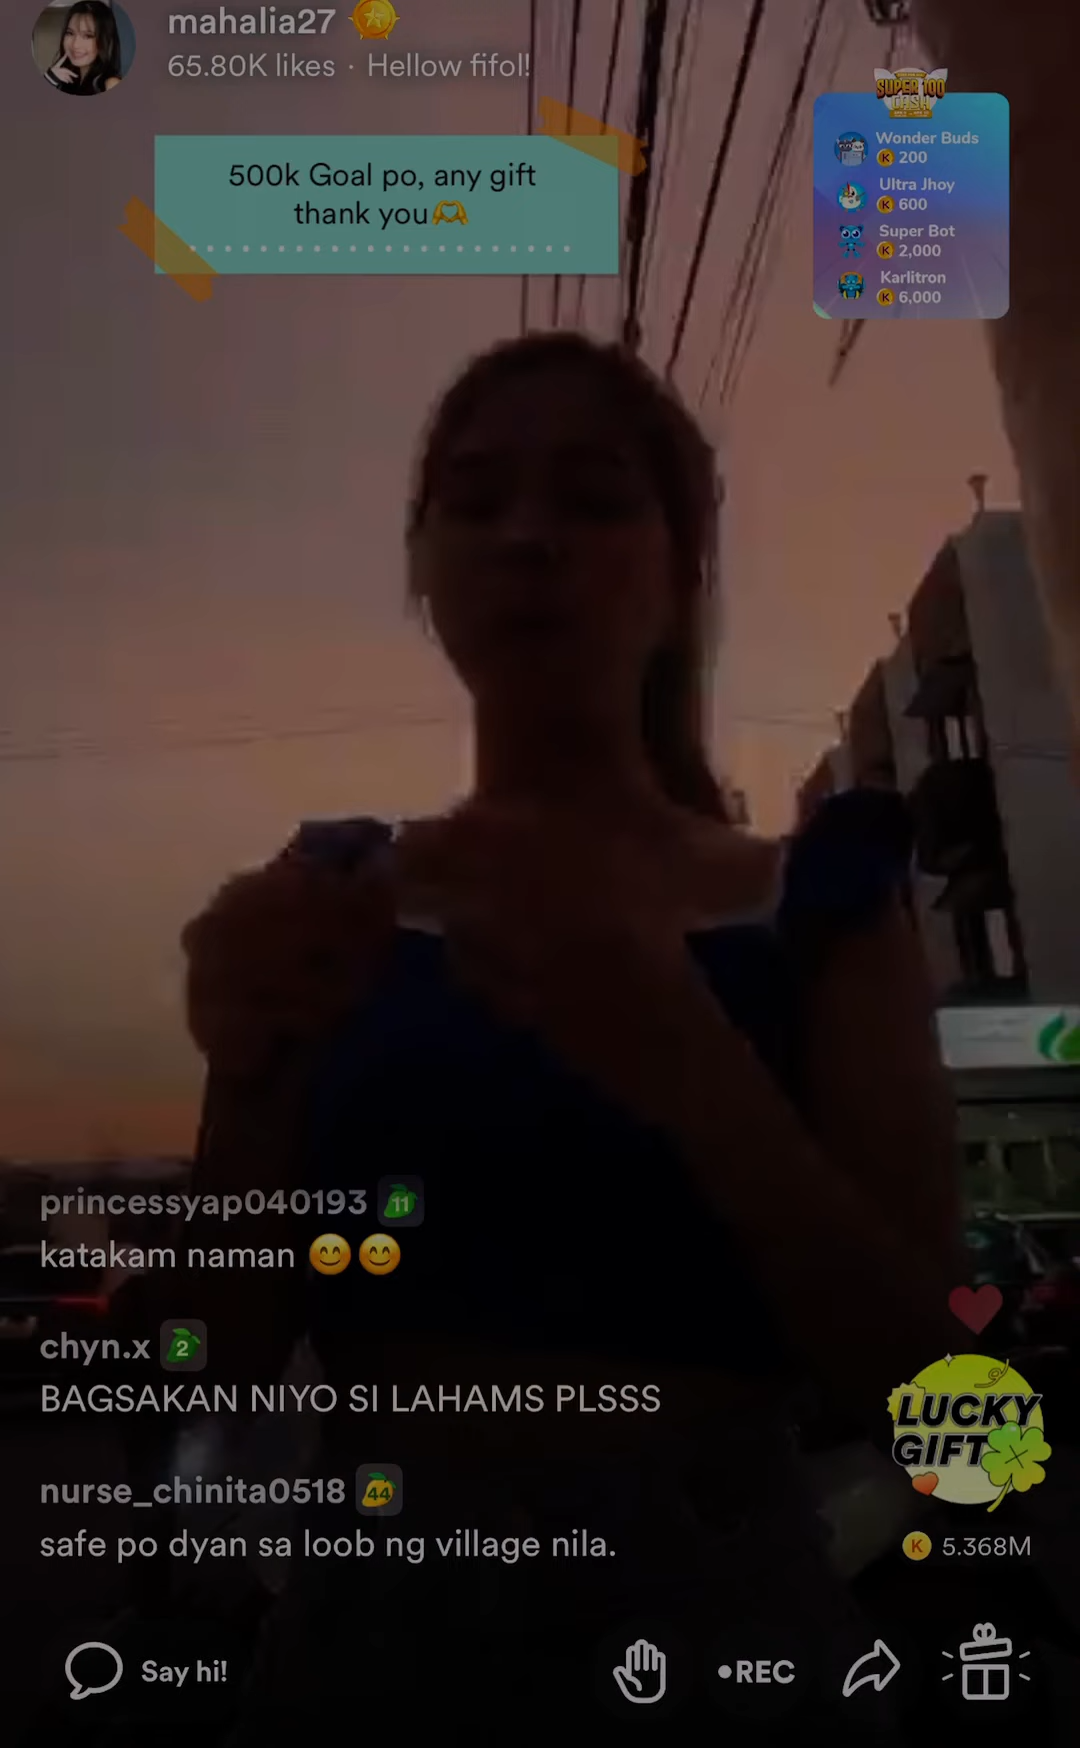 mahalia27
65.80K likes · Hellow fifol!
500k Goal po, any gift
thank you🫶
SUPER 100
CASH
Wonder Buds
K 200
Ultra Jhoy
K 600
Super Bot
K 2,000
Karlitron
K 6,000
princessyap040193 11
katakam naman 😊😊
chyn.x 2
BAGSAKAN NIYO SI LAHAMS PLSSS
nurse_chinita0518 44
safe po dyan sa loob ng village nila.
LUCKY
GIFT
K 5.368M
Say hi!
•REC